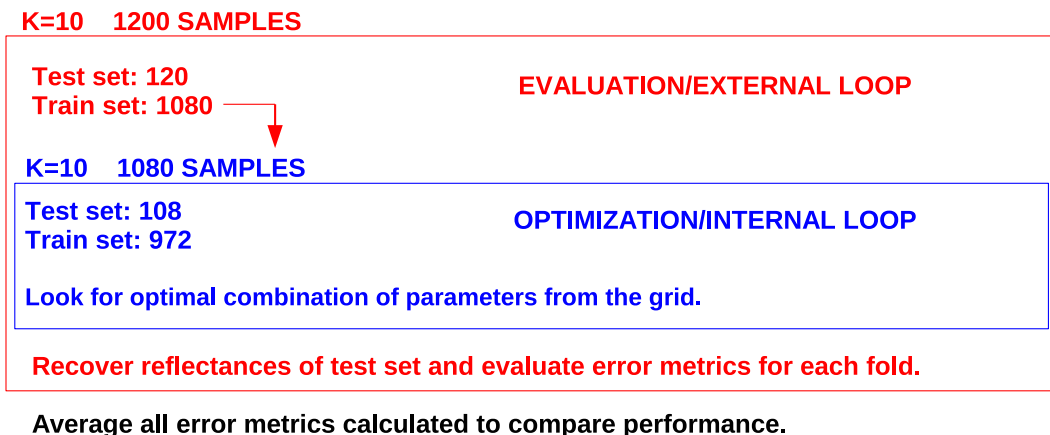 K=10 1200 SAMPLES
Test set: 120
EVALUATION/EXTERNAL LOOP
Train set: 1080
K=10 1080 SAMPLES
Test set: 108
OPTIMIZATION/INTERNAL LOOP
Train set: 972
Look for optimal combination of parameters from the grid.
Recover reflectances of test set and evaluate error metrics for each fold.
Average all error metrics calculated to compare performance.